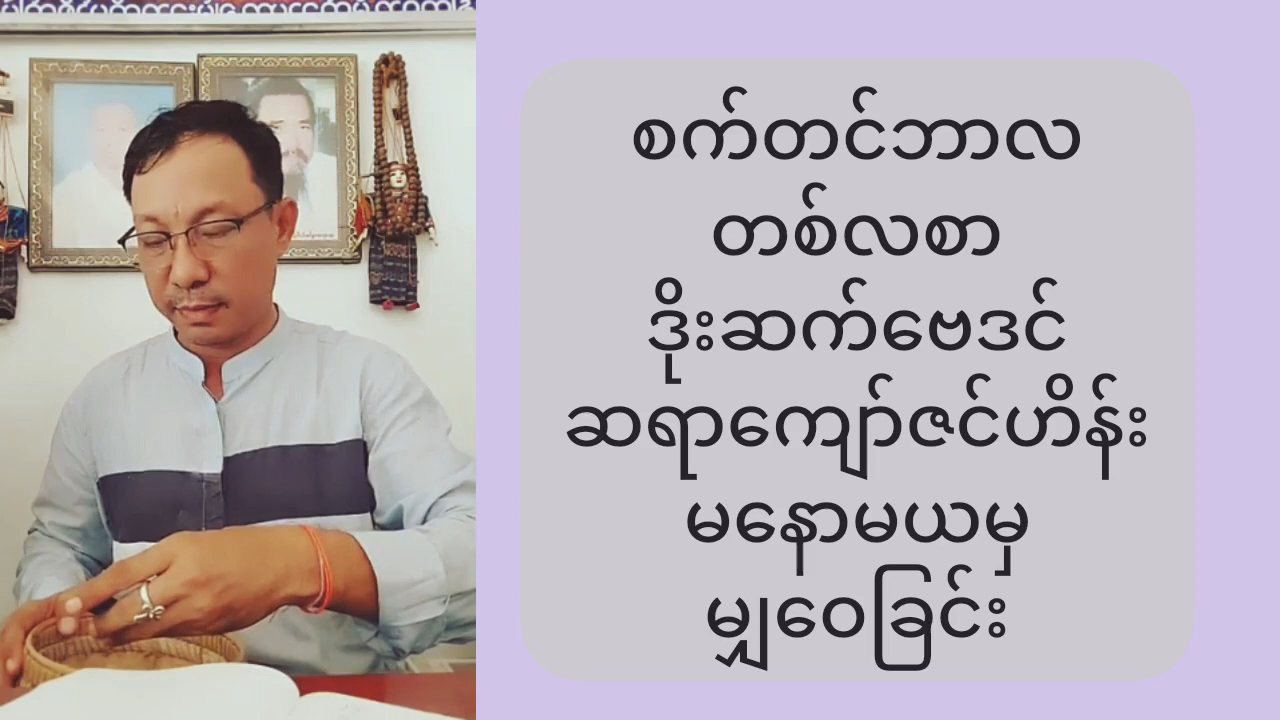 စက်တင်ဘာလ
တစ်လစာ
ဒိုးဆက်ဗေဒင်
ဆရာကျော်ဇင်ဟိန်း
မနောမယမှ
မျှဝေခြင်း